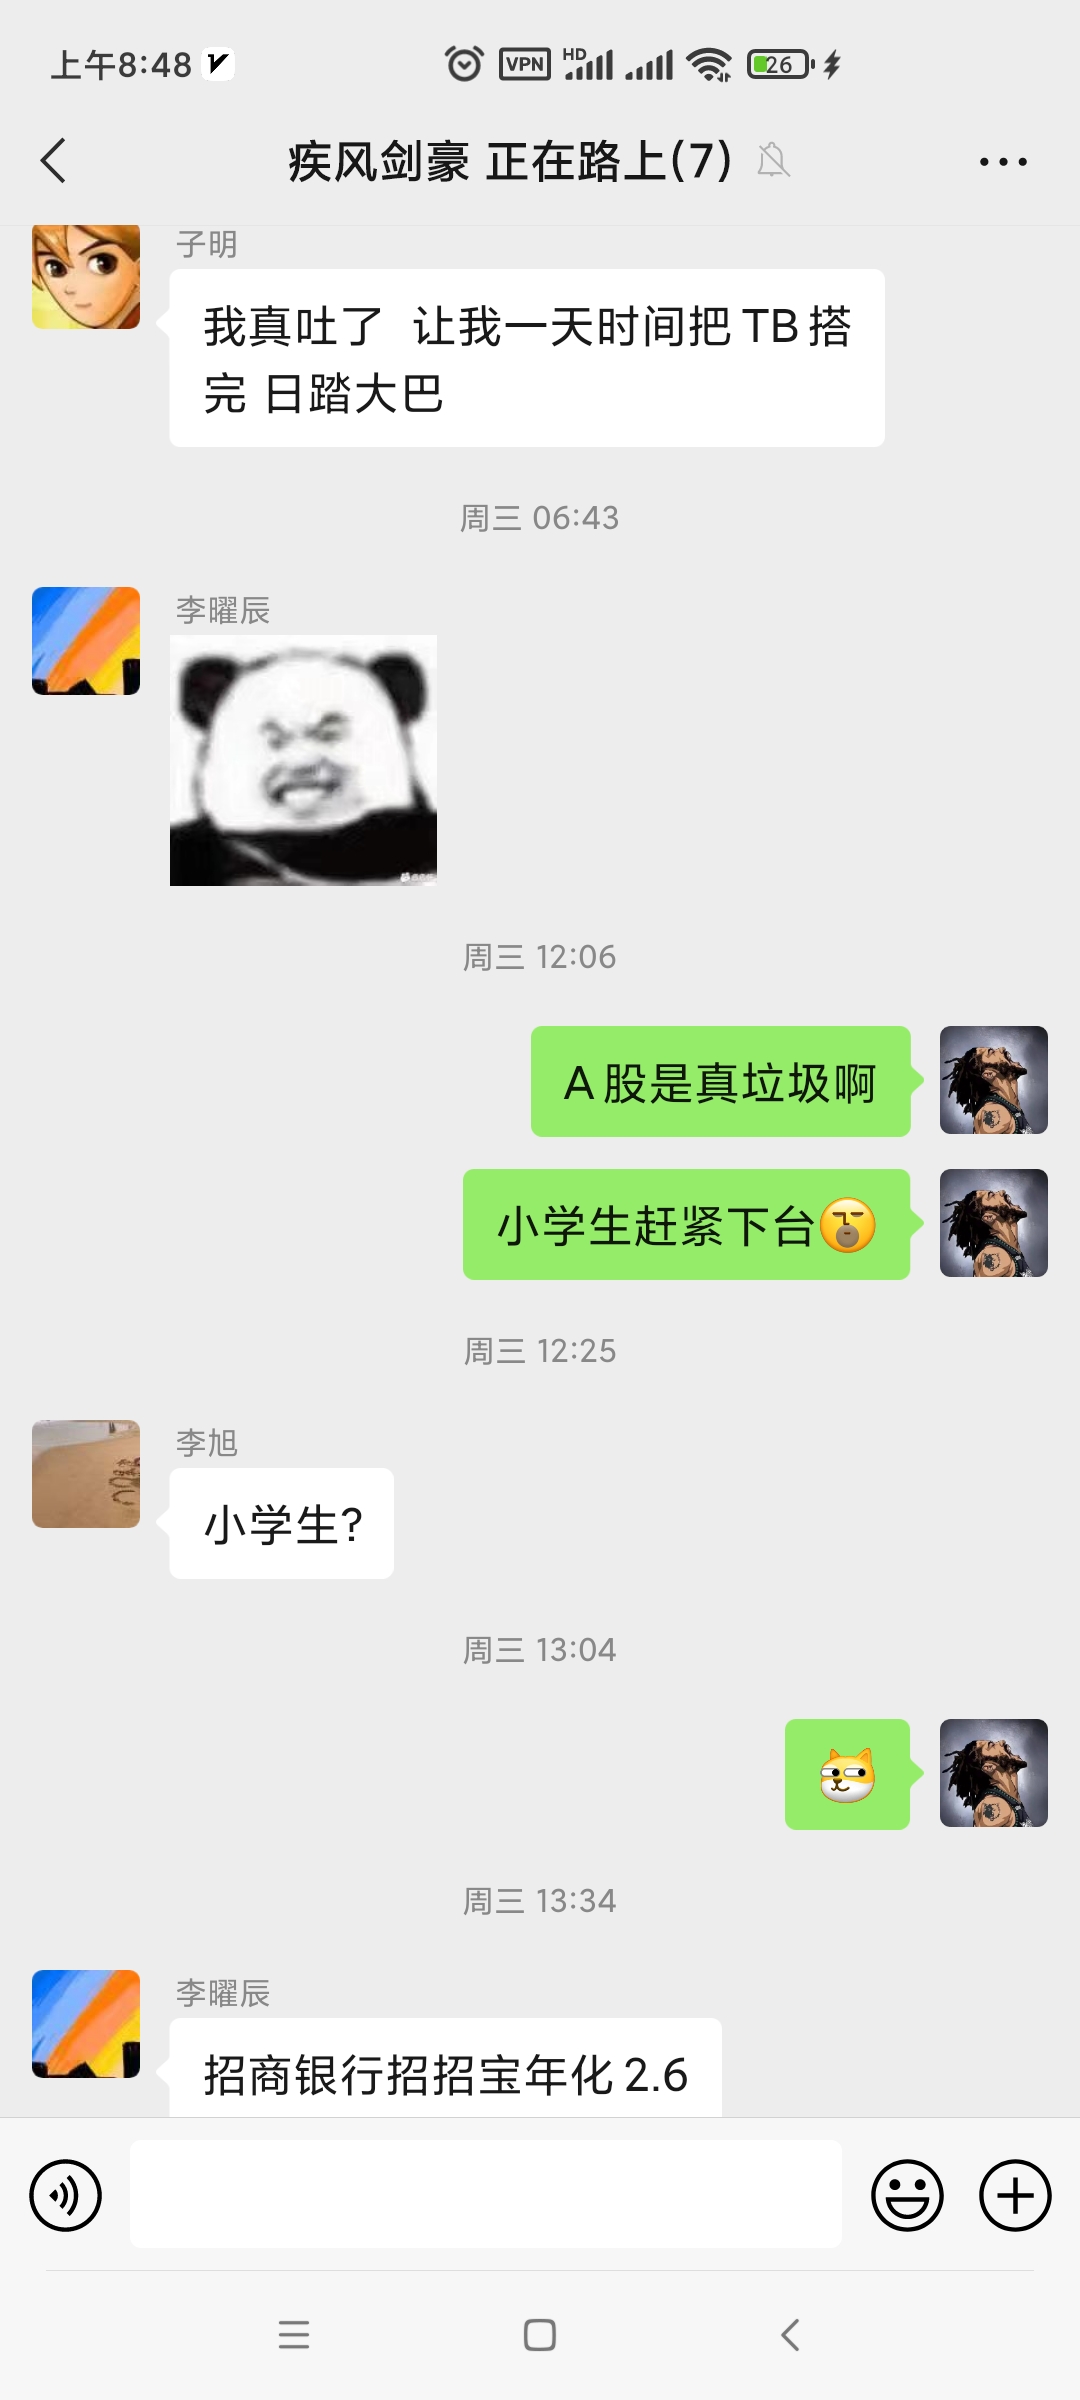 上午8:48
VPN
HD
26
疾风剑豪 正在路上(7)
子明
我真吐了 让我一天时间把TB搭
完 日踏大巴
周三 06:43
李曜辰
周三 12:06
A股是真垃圾啊
小学生赶紧下台
周三 12:25
李旭
小学生?
周三 13:04
周三 13:34
李曜辰
招商银行招招宝年化2.6